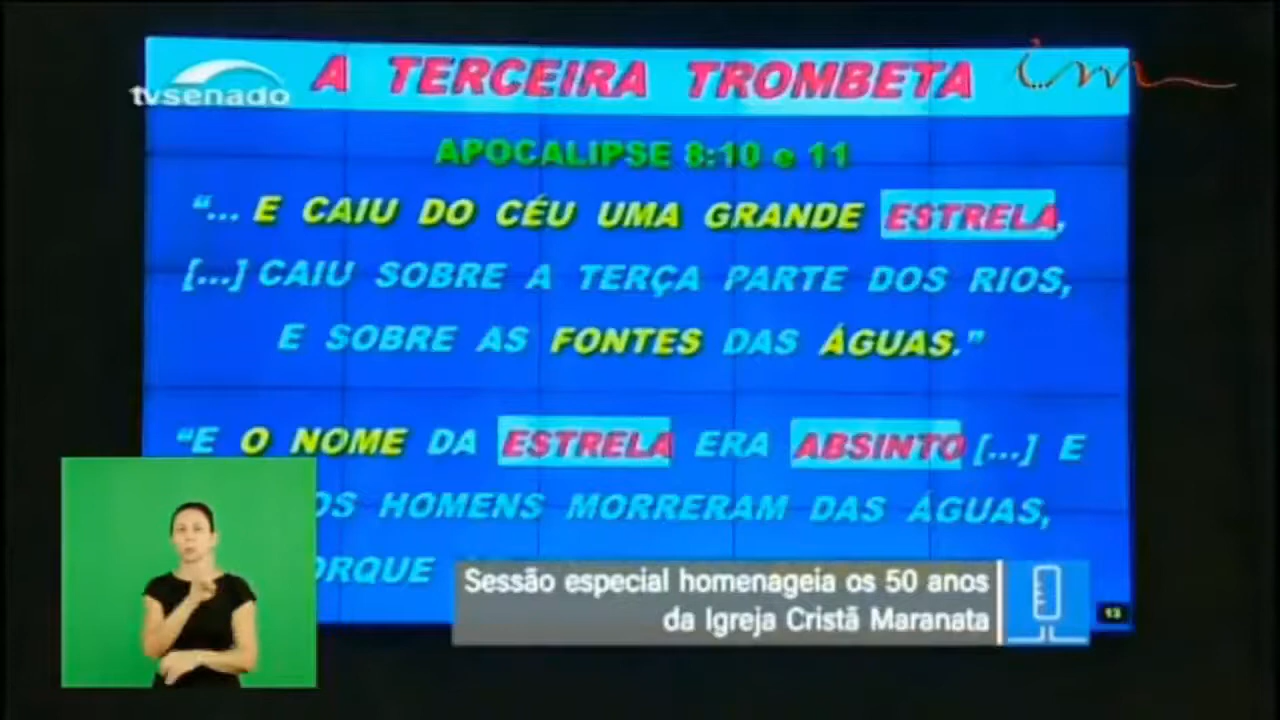 tvsenado
A TERCEIRA TROMBETA
im
APOCALIPSE 8:10 e 11
"... E CAIU DO CÉU UMA GRANDE ESTRELA,
[...] CAIU SOBRE A TERÇA PARTE DOS RIOS,
E SOBRE AS FONTES DAS ÁGUAS."
"E O NOME DA ESTRELA ERA ABSINTO [...] E
OS HOMENS MORRERAM DAS ÁGUAS,
ORQUE
Sessão especial homenageia os 50 anos
da Igreja Cristã Maranata
13